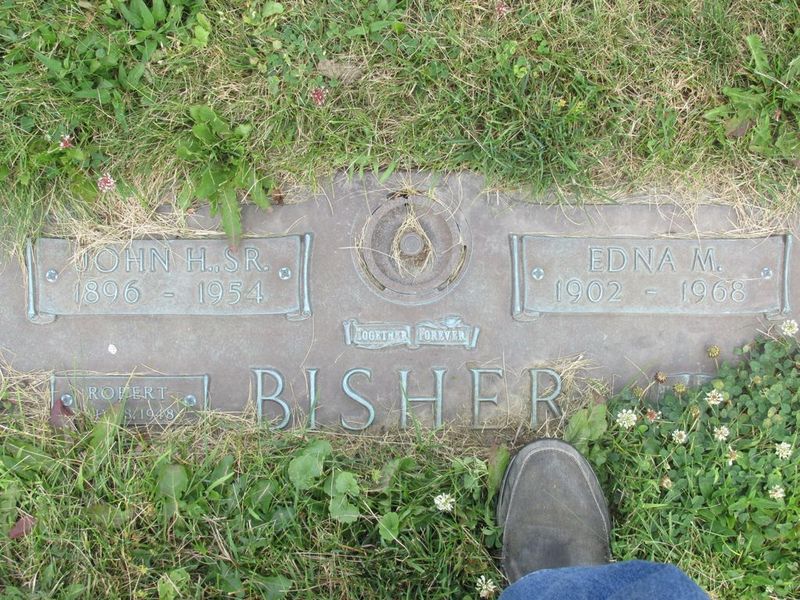 JOHN H., SR.
1896 - 1954
EDNA M.
1902 - 1968
TOGETHER FOREVER
ROBERT
BISHER